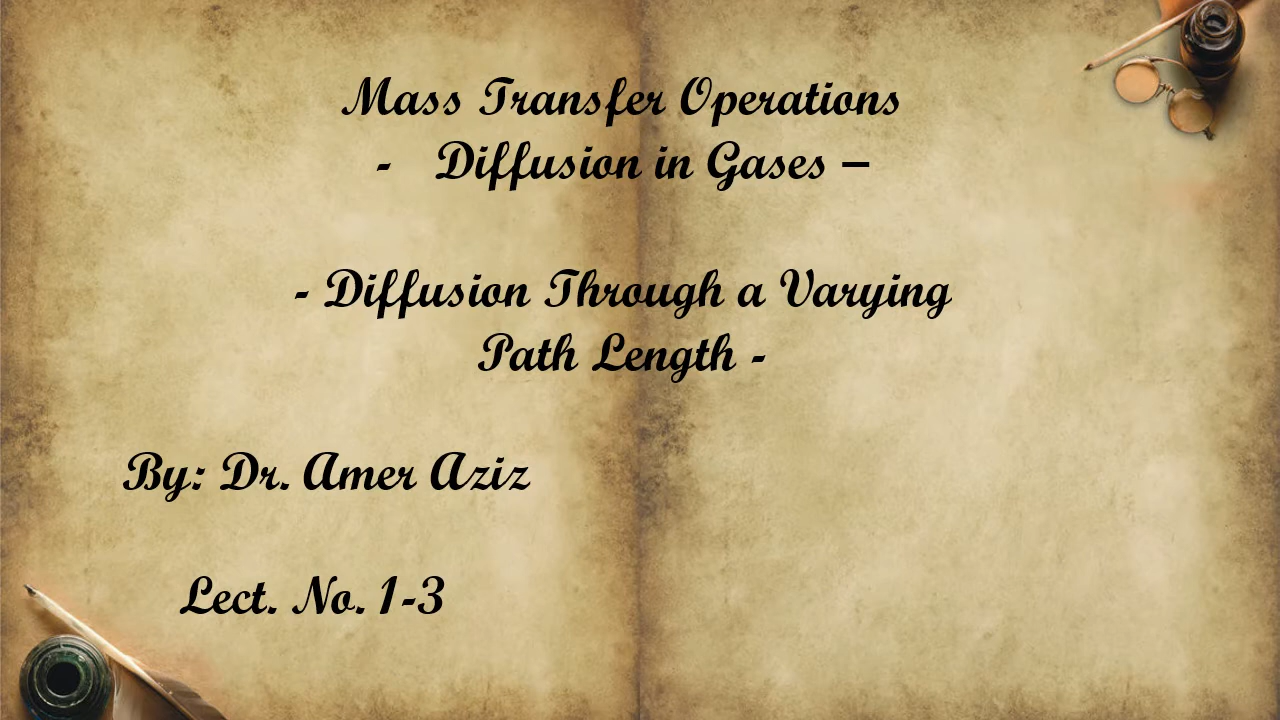 Mass Transfer Operations
- Diffusion in Gases –
- Diffusion Through a Varying
Path Length -
By: Dr. Amer Aziz
Lect. No. 1-3